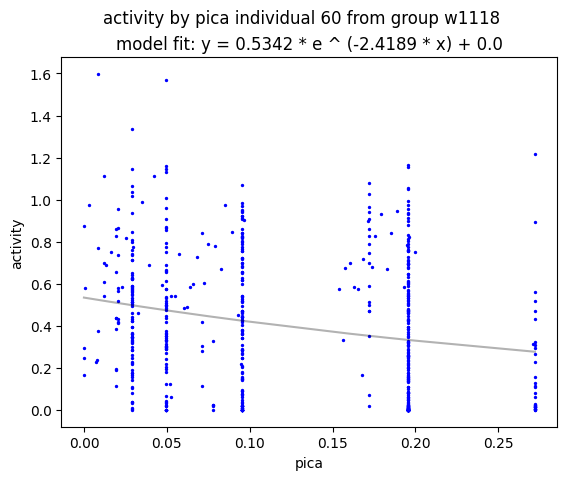 activity by pica individual 60 from group w1118
model fit: y = 0.5342 * e ^ (-2.4189 * x) + 0.0
1.6
1.4
1.2
1.0
0.8
0.6
0.4
0.2
0.0
activity
0.00 0.05 0.10 0.15 0.20 0.25
pica